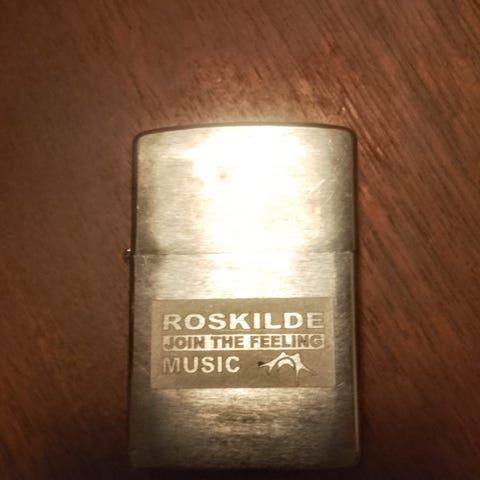 ROSKILDE
JOIN THE FEELING
MUSIC